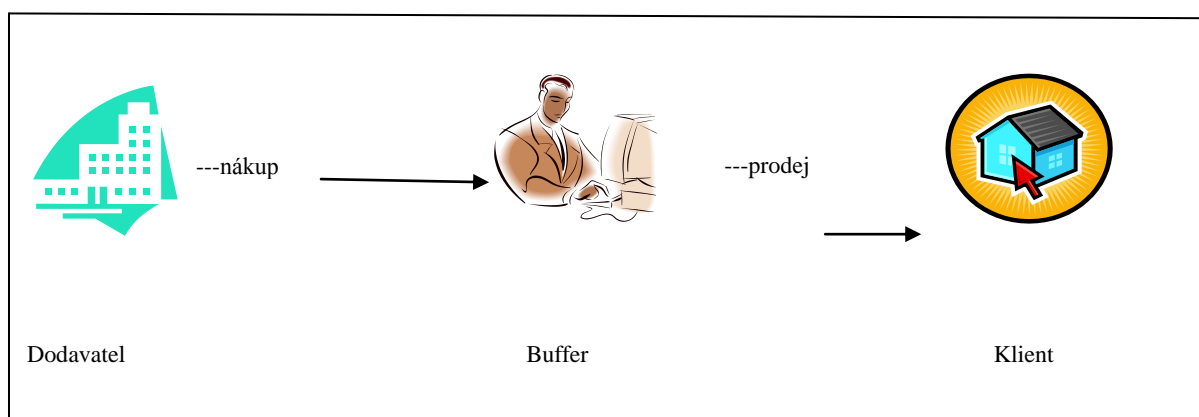 ---nákup
---prodej
Dodavatel
Buffer
Klient